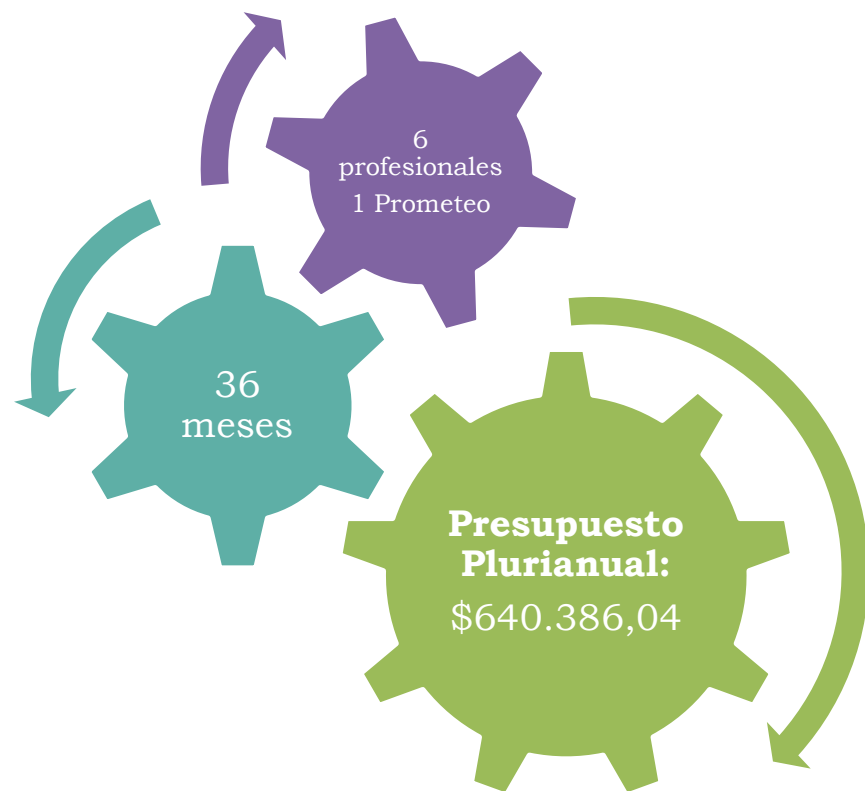 6
profesionales
1 Prometeo
36
meses
Presupuesto
Plurianual:
$640.386,04